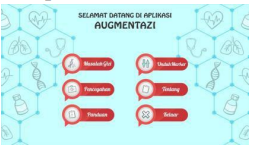 SELAMAT DATANG DI APLIKASI
AUGMENTAZI
Masalah Gizi
Unduh Marker
Pencegahan
Tentang
Panduan
Keluar